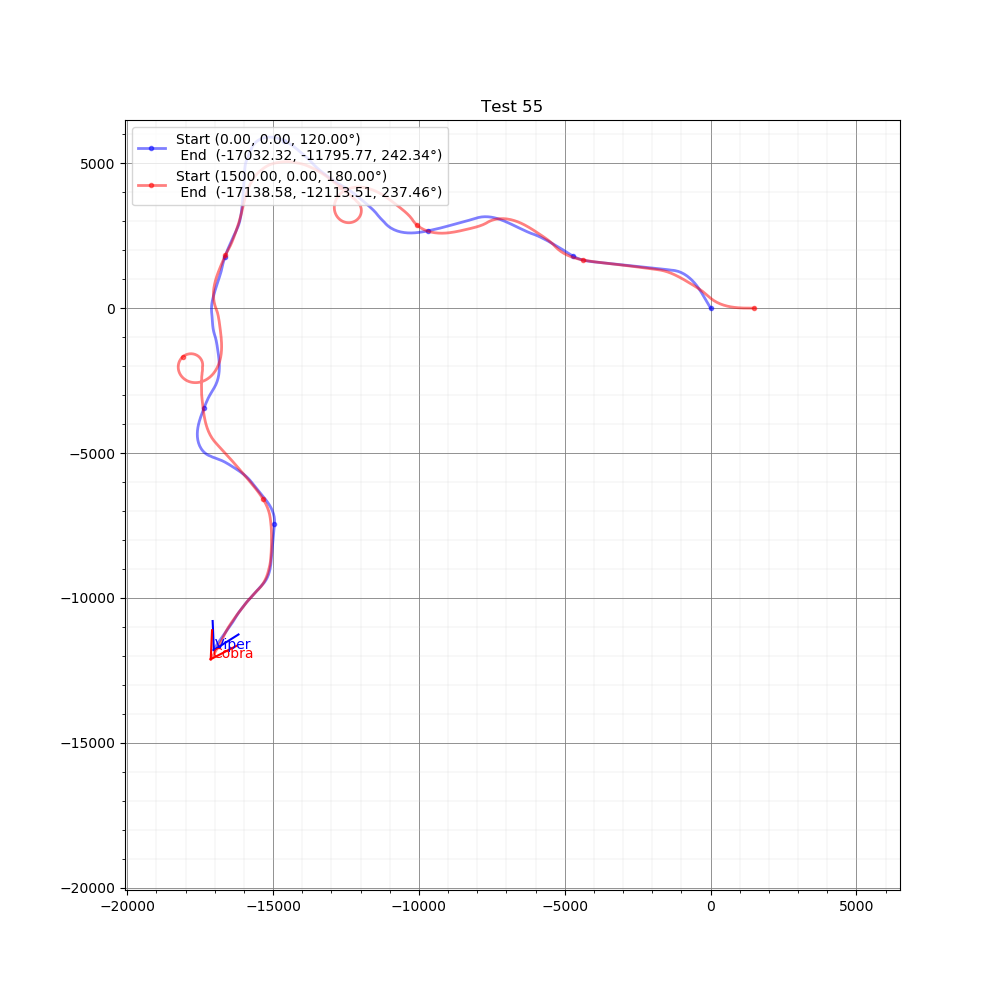 Test 55
Start (0.00, 0.00, 120.00°)
End  (-17032.32, -11795.77, 242.34°)
Start (1500.00, 0.00, 180.00°)
End  (-17138.58, -12113.51, 237.46°)
5000
0
−5000
−10000
Viper
Cobra
−15000
−20000
−20000 −15000 −10000 −5000 0 5000